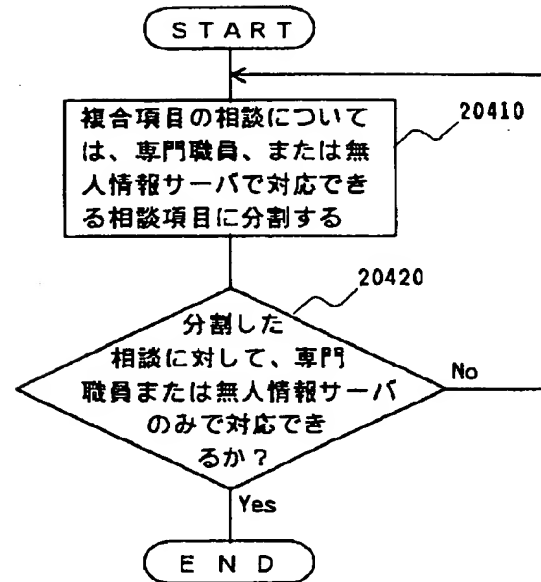 START
複合項目の相談について
は、専門職員、または無
人情報サーバで対応でき
る相談項目に分割する
20410
20420
分割した
相談に対して、専門
職員または無人情報サーバ
のみで対応でき
るか?
No
Yes
END